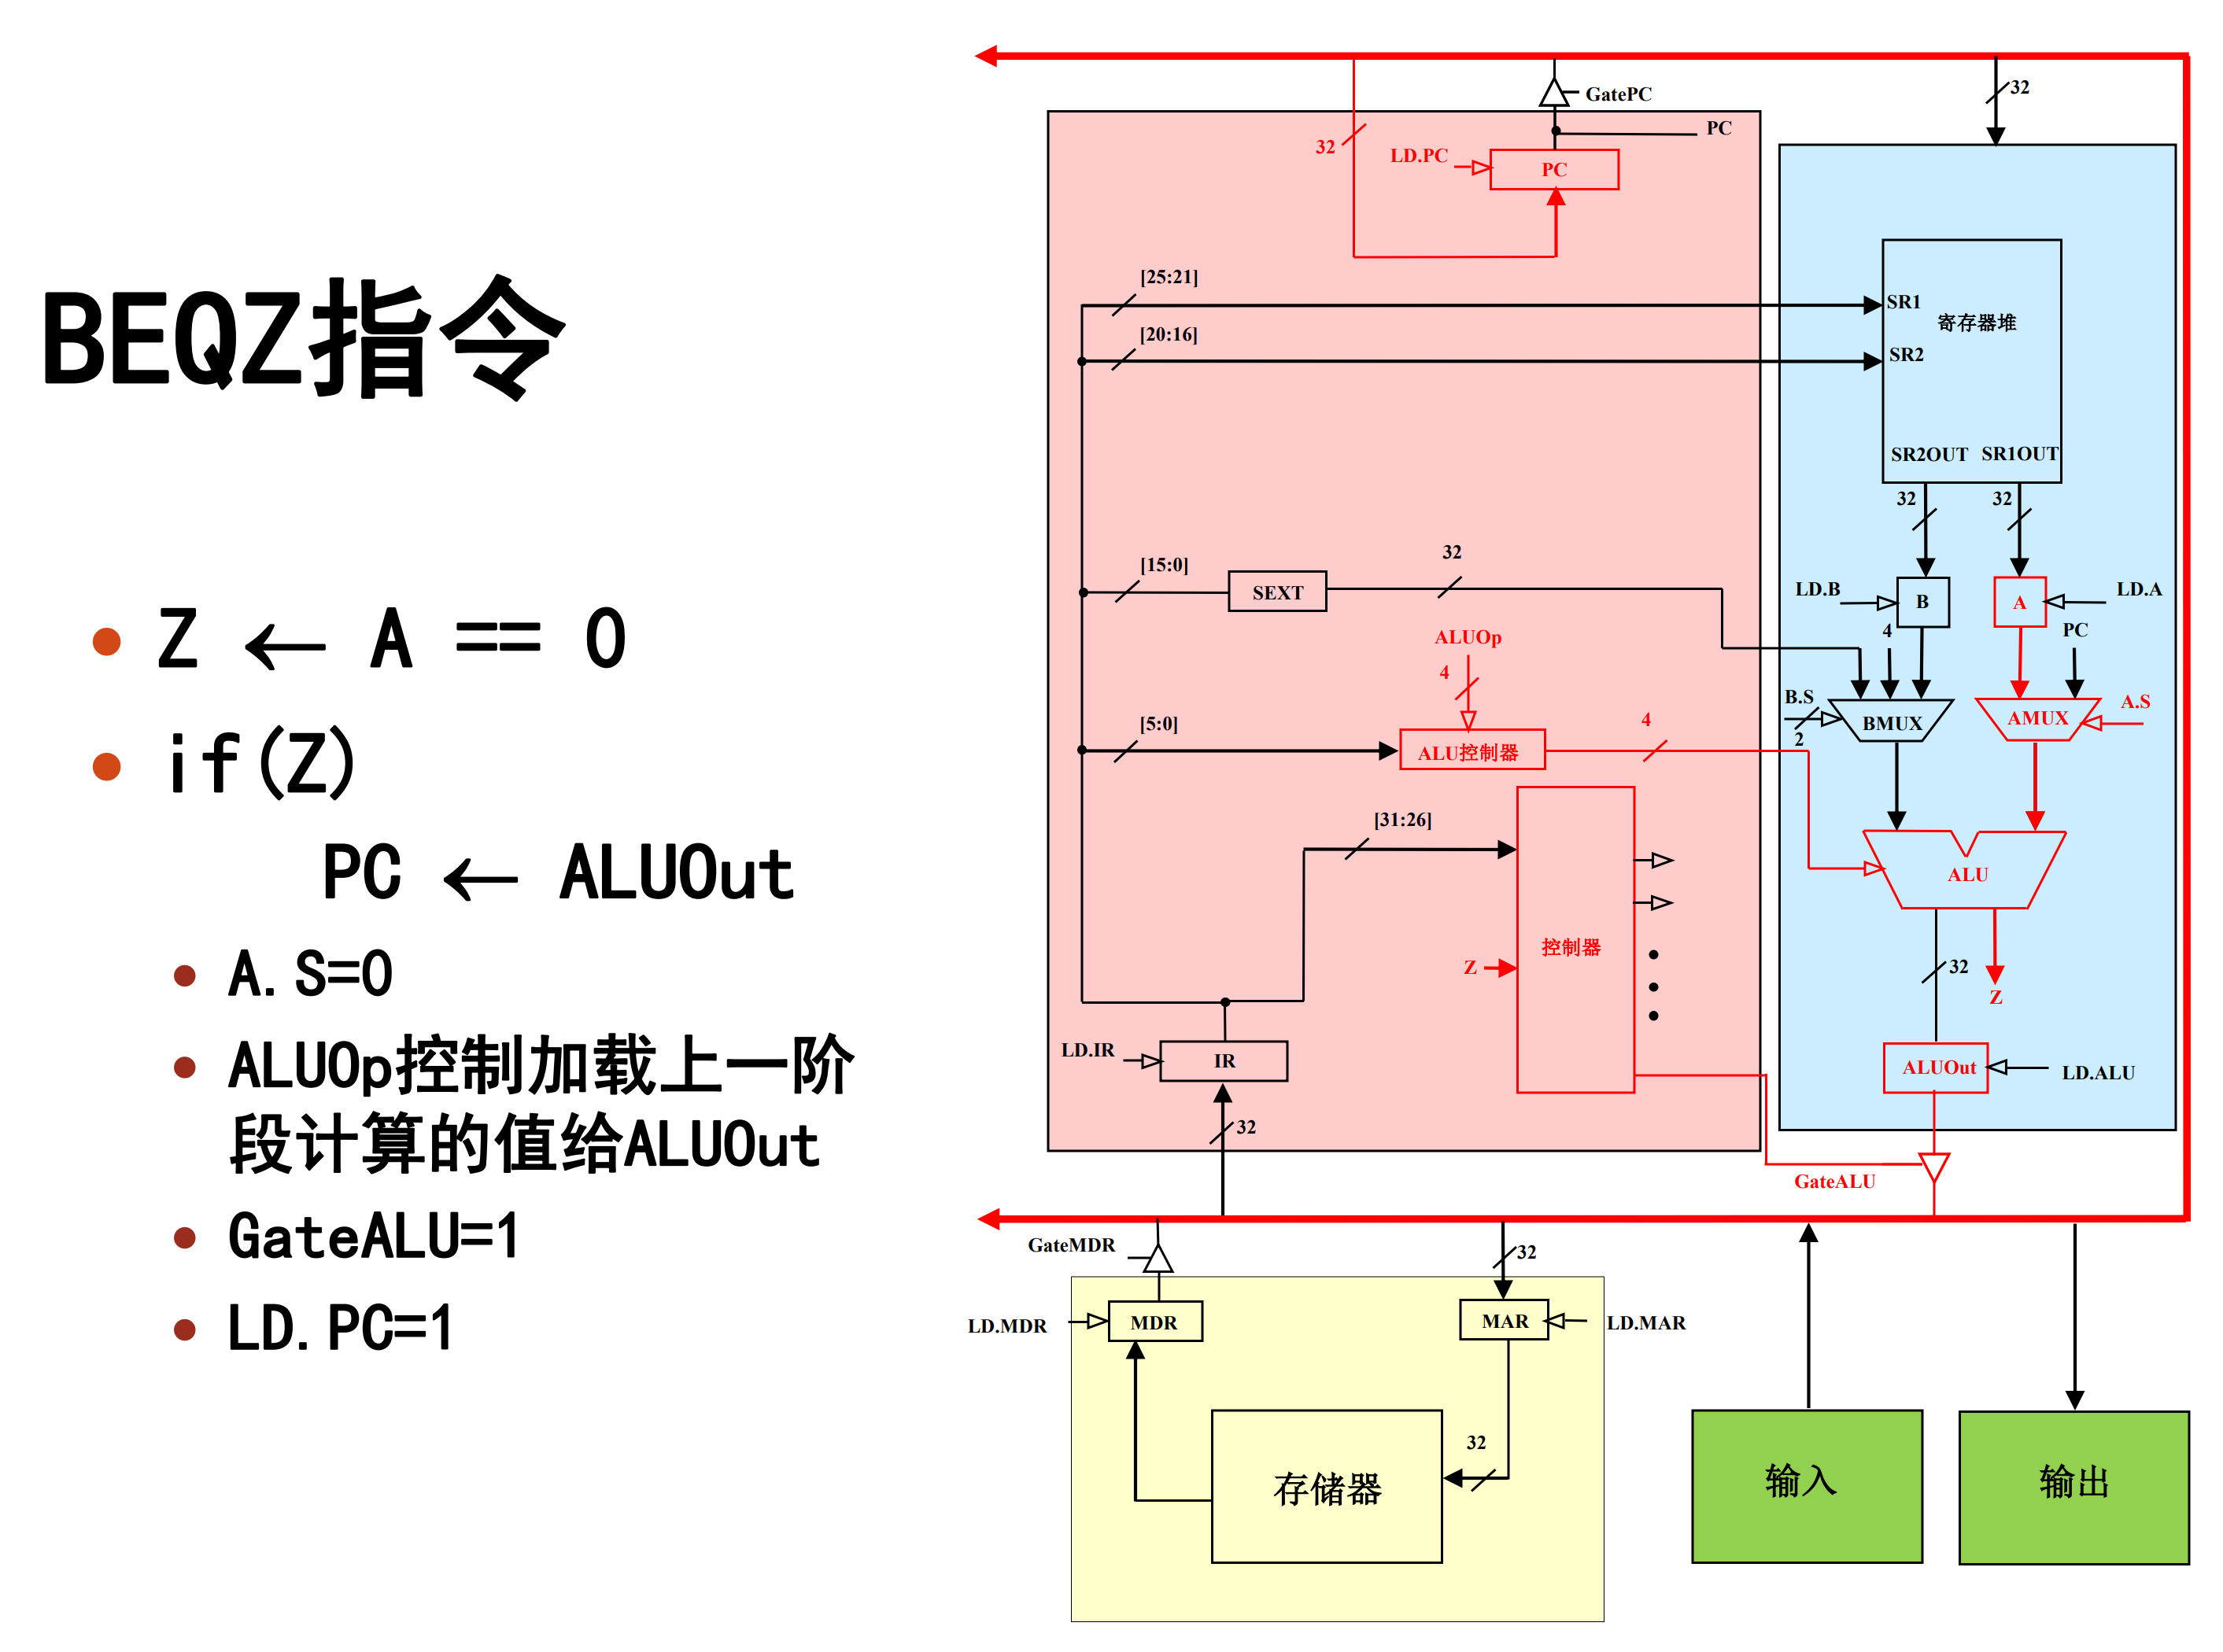 BEQZ指令
Z ← A == 0
if(Z)
PC ← ALUOut
A.S=0
ALUOp控制加载上一阶
段计算的值给ALUOut
GateALU=1
LD.PC=1
GatePC
32
PC
32
LD.PC
PC
[25:21]
SR1
寄存器堆
[20:16]
SR2
SR2OUT SR1OUT
32
32
[15:0]
SEXT
32
LD.B
B
A
LD.A
4
PC
ALUOp
4
B.S
2
BMUX
AMUX
A.S
[5:0]
ALU控制器
4
[31:26]
ALU
控制器
Z
32
Z
LD.IR
IR
ALUOut
LD.ALU
32
GateALU
GateMDR
32
LD.MDR
MDR
MAR
LD.MAR
32
存储器
输入
输出